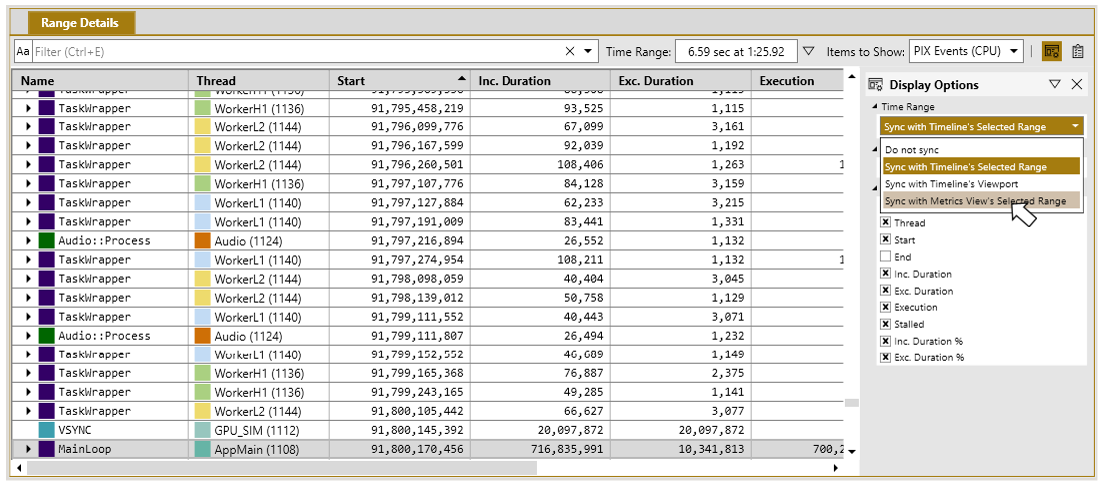 Range Details
Aa Filter (Ctrl+E) Time Range: 6.59 sec at 1:25.92 Items to Show: PIX Events (CPU)
Name Thread Start Inc. Duration Exc. Duration Execution
TaskWrapper WorkerH1 (1136) 91,795,458,219 93,525 1,115
TaskWrapper WorkerL2 (1144) 91,796,099,776 67,099 3,161
TaskWrapper WorkerL2 (1144) 91,796,167,599 92,039 1,192
TaskWrapper WorkerL2 (1144) 91,796,260,501 108,406 1,263 1
TaskWrapper WorkerH1 (1136) 91,797,107,776 84,128 3,159
TaskWrapper WorkerL1 (1140) 91,797,127,884 62,233 3,215
TaskWrapper WorkerL1 (1140) 91,797,191,009 83,441 1,331
Audio::Process Audio (1124) 91,797,216,894 26,552 1,132
TaskWrapper WorkerL1 (1140) 91,797,274,954 108,211 1,132 1
TaskWrapper WorkerL2 (1144) 91,798,098,059 40,404 3,045
TaskWrapper WorkerL2 (1144) 91,798,139,012 50,758 1,129
TaskWrapper WorkerL1 (1140) 91,799,111,552 40,443 3,071
Audio::Process Audio (1124) 91,799,111,807 26,494 1,232
TaskWrapper WorkerL1 (1140) 91,799,152,552 46,689 1,149
TaskWrapper WorkerH1 (1136) 91,799,165,368 76,887 2,375
TaskWrapper WorkerH1 (1136) 91,799,243,165 49,285 1,141
TaskWrapper WorkerL2 (1144) 91,800,105,442 66,627 3,077
VSYNC GPU_SIM (1112) 91,800,145,392 20,097,872 20,097,872
MainLoop AppMain (1108) 91,800,170,456 716,835,991 10,341,813 700,2
Display Options
Time Range
Sync with Timeline's Selected Range
Do not sync
Sync with Timeline's Selected Range
Sync with Timeline's Viewport
Sync with Metrics View's Selected Range
Thread
Start
End
Inc. Duration
Exc. Duration
Execution
Stalled
Inc. Duration %
Exc. Duration %